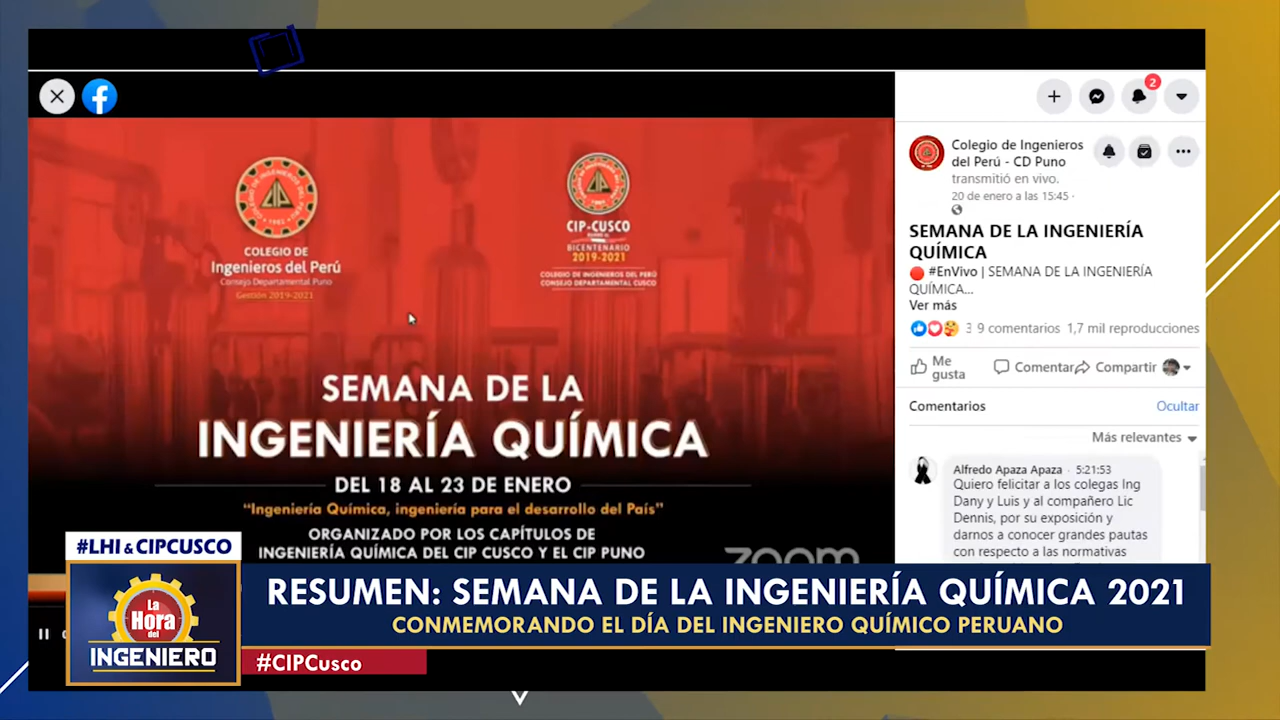 COLEGIO DE
Ingenieros del Perú
Consejo Departamental Puno
Gestión 2019-2021
CIP-CUSCO
BICENTENARIO
2019-2021
COLEGIO DE INGENIEROS DEL PERÚ
CONSEJO DEPARTAMENTAL CUSCO
SEMANA DE LA
INGENIERÍA QUÍMICA
DEL 18 AL 23 DE ENERO
“Ingeniería Química, ingeniería para el desarrollo del País”
ORGANIZADO POR LOS CAPÍTULOS DE
INGENIERÍA QUÍMICA DEL CIP CUSCO Y EL CIP PUNO
zoom
2
Colegio de Ingenieros
del Perú - CD Puno
transmitió en vivo.
20 de enero a las 15:45 ·
SEMANA DE LA INGENIERÍA
QUÍMICA
#EnVivo | SEMANA DE LA INGENIERÍA
QUÍMICA...
Ver más
9 comentarios 1,7 mil reproducciones
Me
gusta
Comentar
Compartir
Comentarios
Ocultar
Más relevantes
Alfredo Apaza Apaza · 5:21:53
Quiero felicitar a los colegas Ing
Dany y Luis y al compañero Lic
Dennis, por su exposición y
darnos a conocer grandes pautas
con respecto a las normativas
#LHI & CIPCUSCO
La
Hora
del
INGENIERO
RESUMEN: SEMANA DE LA INGENIERÍA QUÍMICA 2021
CONMEMORANDO EL DÍA DEL INGENIERO QUÍMICO PERUANO
#CIPCusco